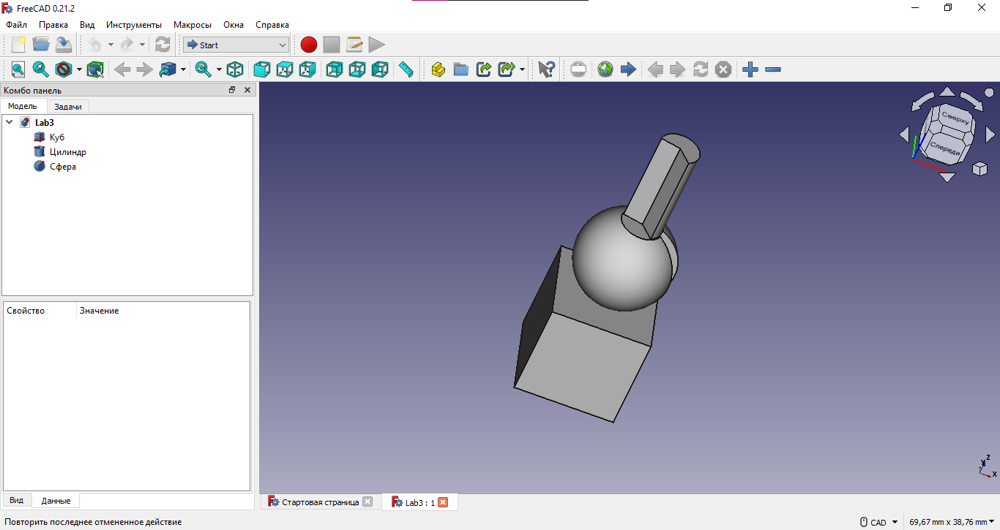 FreeCAD 0.21.2
Файл Правка Вид Инструменты Макросы Окна Справка
Start
Комбо панель
Модель Задачи
Lab3
Куб
Цилиндр
Сфера
Свойство Значение
Вид Данные
Сверху
Спереди
Z
Y
X
Стартовая страница
Lab3 : 1
Повторить последнее отмененное действие
CAD
69,67 mm x 38,76 mm